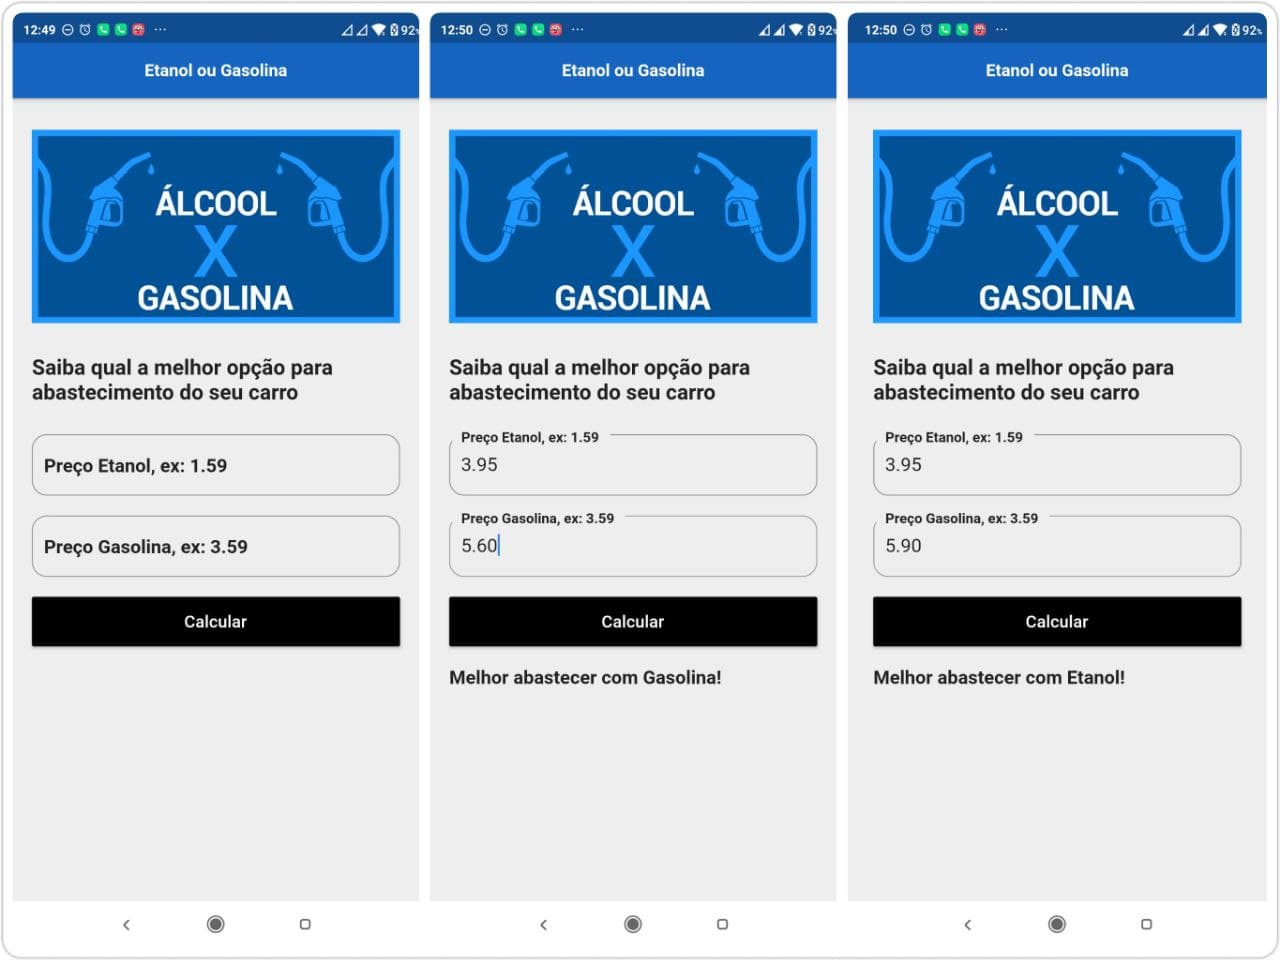 12:49
92%
Etanol ou Gasolina
ÁLCOOL
X
GASOLINA
Saiba qual a melhor opção para
abastecimento do seu carro
Preço Etanol, ex: 1.59
Preço Gasolina, ex: 3.59
Calcular
12:50
92%
Etanol ou Gasolina
ÁLCOOL
X
GASOLINA
Saiba qual a melhor opção para
abastecimento do seu carro
Preço Etanol, ex: 1.59
3.95
Preço Gasolina, ex: 3.59
5.60
Calcular
Melhor abastecer com Gasolina!
12:50
92%
Etanol ou Gasolina
ÁLCOOL
X
GASOLINA
Saiba qual a melhor opção para
abastecimento do seu carro
Preço Etanol, ex: 1.59
3.95
Preço Gasolina, ex: 3.59
5.90
Calcular
Melhor abastecer com Etanol!